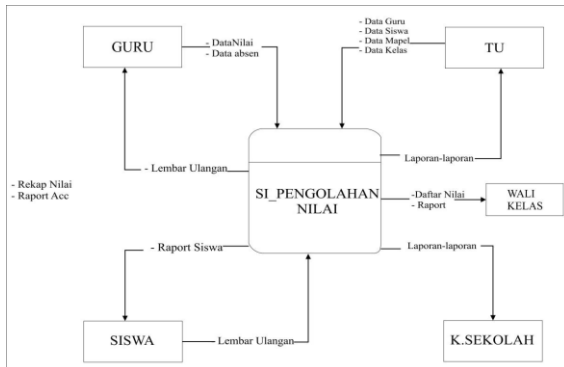 GURU
- DataNilai
- Data absen
- Data Guru
- Data Siswa
- Data Mapel
- Data Kelas
TU
- Lembar Ulangan
Laporan-laporan
- Rekap Nilai
- Raport Acc
SI_PENGOLAHAN
NILAI
-Daftar Nilai
- Raport
WALI
KELAS
- Raport Siswa
Laporan-laporan
SISWA
Lembar Ulangan
K.SEKOLAH